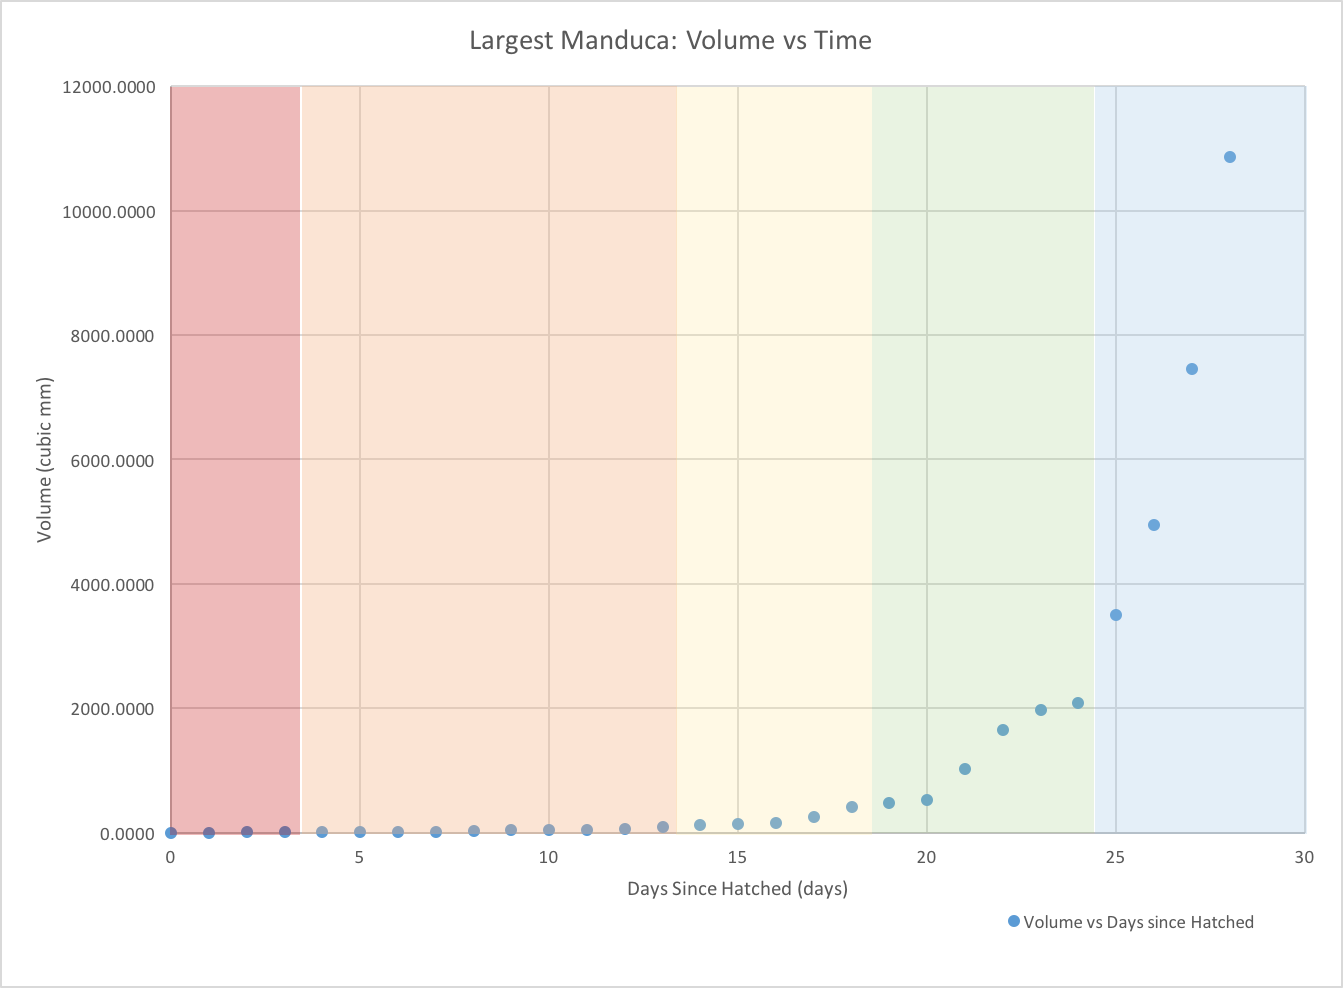 Largest Manduca: Volume vs Time
12000.0000
10000.0000
8000.0000
6000.0000
4000.0000
2000.0000
0.0000
Volume (cubic mm)
0 5 10 15 20 25 30
Days Since Hatched (days)
Volume vs Days since Hatched